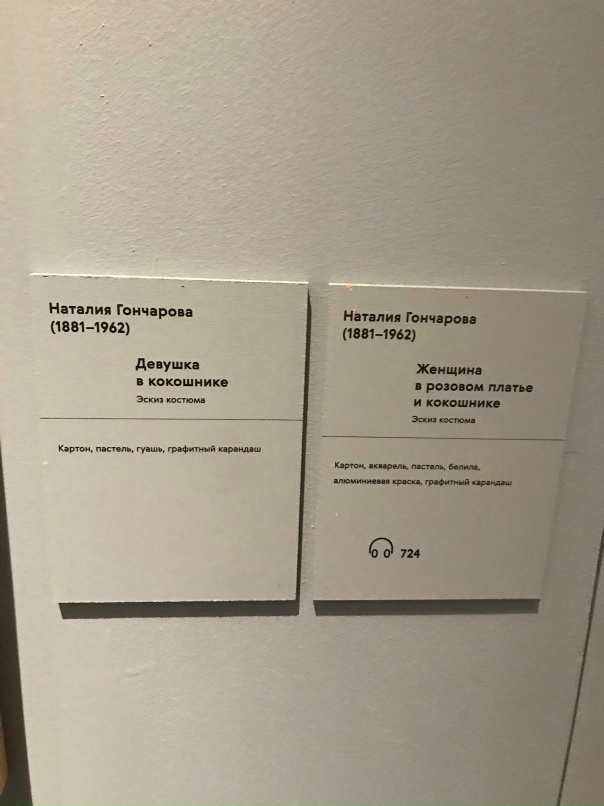 Наталия Гончарова
(1881–1962)
Девушка
в кокошнике
Эскиз костюма
Картон, пастель, гуашь, графитный карандаш
Наталия Гончарова
(1881–1962)
Женщина
в розовом платье
и кокошнике
Эскиз костюма
Картон, акварель, пастель, белила,
алюминиевая краска, графитный карандаш
724